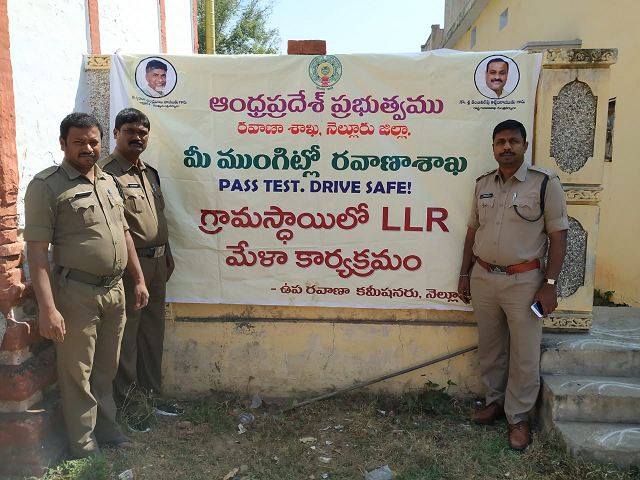 ఆంధ్రప్రదేశ్ ప్రభుత్వము
రవాణా శాఖ, నెల్లూరు జిల్లా.
మీ ముంగిట్లో రవాణాశాఖ
PASS TEST. DRIVE SAFE!
గ్రామస్ధాయిలో LLR
మేళా కార్యక్రమం
- ఉప రవాణా కమీషనరు, నెల్లూ